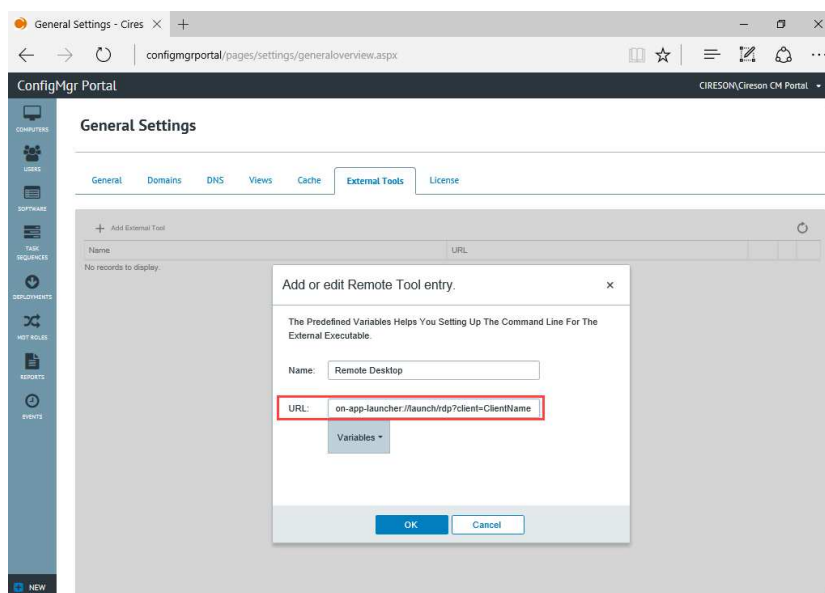 General Settings - Cires
configmgrportal/pages/settings/generaloverview.aspx
ConfigMgr Portal
CIRESON\Cireson CM Portal
COMPUTERS
USERS
SOFTWARE
TASK SEQUENCES
DEPLOYMENTS
HOT ROLES
REPORTS
EVENTS
NEW
General Settings
General Domains DNS Views Cache External Tools License
Add External Tool
Name URL
No records to display.
Add or edit Remote Tool entry.
The Predefined Variables Helps You Setting Up The Command Line For The
External Executable.
Name: Remote Desktop
URL: on-app-launcher://launch/rdp?client=ClientName
Variables
OK Cancel